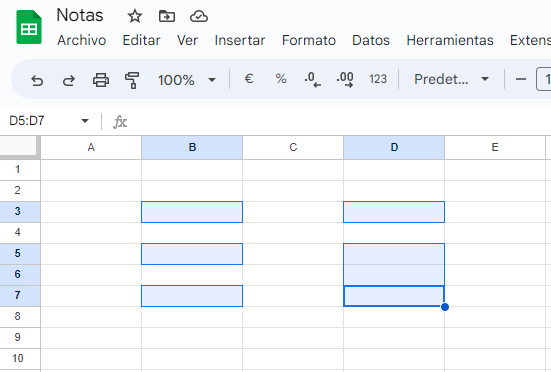 Notas
Archivo Editar Ver Insertar Formato Datos Herramientas Extens
100% € % .0 .00 123 Predet... 1
D5:D7 fx
A B C D E
1
2
3
4
5
6
7
8
9
10